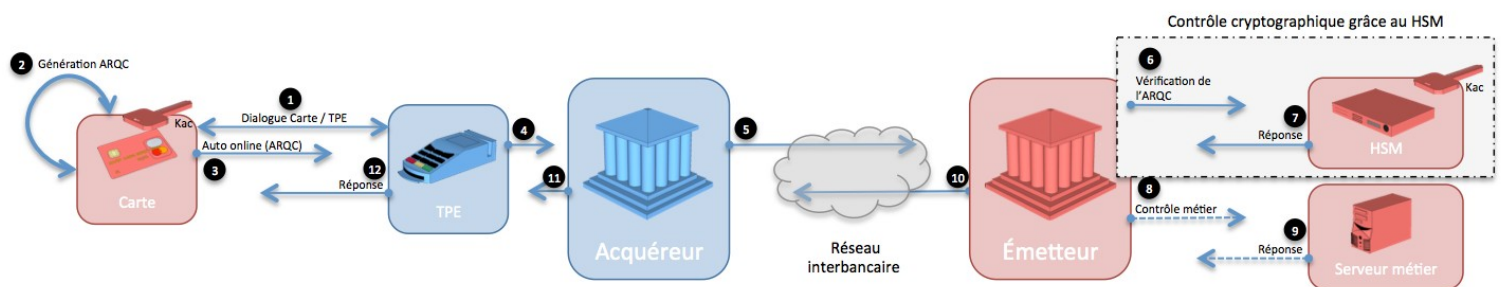 Contrôle cryptographique grâce au HSM
2 Génération ARQC
Kac
1
Dialogue Carte / TPE
Auto online (ARQC)
3
Carte
12
Réponse
TPE
4
11
Acquéreur
5
Réseau
interbancaire
10
Émetteur
6
Vérification de
l'ARQC
Kac
7
Réponse
HSM
8
Contrôle métier
9
Réponse
Serveur métier